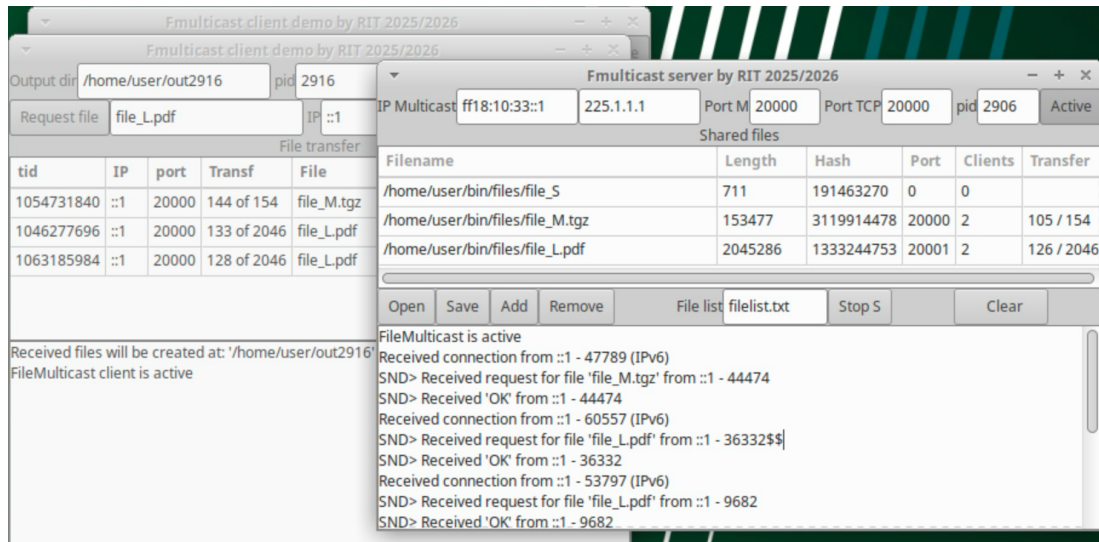 Fmulticast client demo by RIT 2025/2026
Fmulticast client demo by RIT 2025/2026
Output dir /home/user/out2916 pid 2916
Request file file_L.pdf IP ::1
File transfer
tid IP port Transf File
1054731840 ::1 20000 144 of 154 file_M.tgz
1046277696 ::1 20000 133 of 2046 file_L.pdf
1063185984 ::1 20000 128 of 2046 file_L.pdf
Received files will be created at: '/home/user/out2916'
FileMulticast client is active
Fmulticast server by RIT 2025/2026
IP Multicast ff18:10:33::1 225.1.1.1 Port M 20000 Port TCP 20000 pid 2906 Active
Shared files
Filename Length Hash Port Clients Transfer
/home/user/bin/files/file_S 711 191463270 0 0
/home/user/bin/files/file_M.tgz 153477 3119914478 20000 2 105 / 154
/home/user/bin/files/file_L.pdf 2045286 1333244753 20001 2 126 / 2046
Open Save Add Remove File list filelist.txt Stop S Clear
FileMulticast is active
Received connection from ::1 - 47789 (IPv6)
SND> Received request for file 'file_M.tgz' from ::1 - 44474
SND> Received 'OK' from ::1 - 44474
Received connection from ::1 - 60557 (IPv6)
SND> Received request for file 'file_L.pdf' from ::1 - 36332$$
SND> Received 'OK' from ::1 - 36332
Received connection from ::1 - 53797 (IPv6)
SND> Received request for file 'file_L.pdf' from ::1 - 9682
SND> Received 'OK' from ::1 - 9682